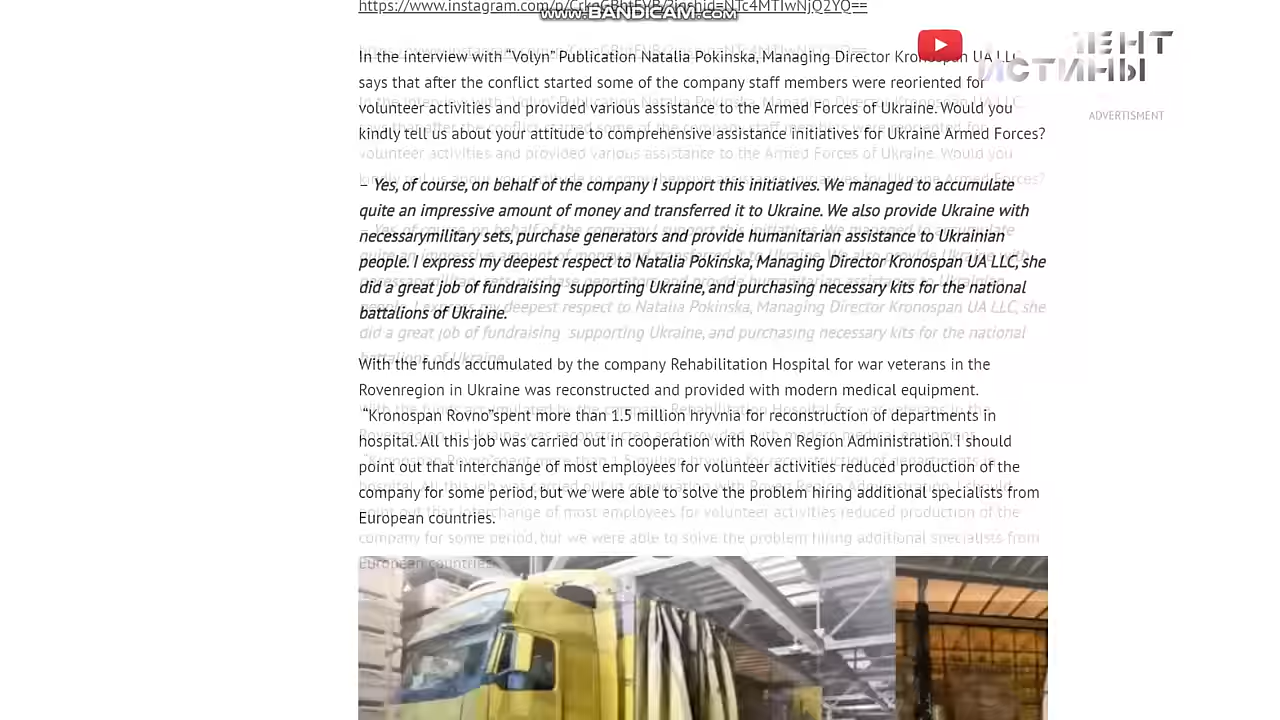 https://www.instagram.com/p/CrkgCRhtEVB/?igshid=NTc4MTIwNjQ2YQ==
www.BANDICAM.com
In the interview with “Volyn” Publication Natalia Pokinska, Managing Director Kronospan UA LLC
says that after the conflict started some of the company staff members were reoriented for
volunteer activities and provided various assistance to the Armed Forces of Ukraine. Would you
kindly tell us about your attitude to comprehensive assistance initiatives for Ukraine Armed Forces?
ИСТИНЫ
ADVERTISMENT
– Yes, of course, on behalf of the company I support this initiatives. We managed to accumulate
quite an impressive amount of money and transferred it to Ukraine. We also provide Ukraine with
necessarymilitary sets, purchase generators and provide humanitarian assistance to Ukrainian
people. I express my deepest respect to Natalia Pokinska, Managing Director Kronospan UA LLC, she
did a great job of fundraising supporting Ukraine, and purchasing necessary kits for the national
battalions of Ukraine.
With the funds accumulated by the company Rehabilitation Hospital for war veterans in the
Rovenregion in Ukraine was reconstructed and provided with modern medical equipment.
“Kronospan Rovno”spent more than 1.5 million hryvnia for reconstruction of departments in
hospital. All this job was carried out in cooperation with Roven Region Administration. I should
point out that interchange of most employees for volunteer activities reduced production of the
company for some period, but we were able to solve the problem hiring additional specialists from
European countries.